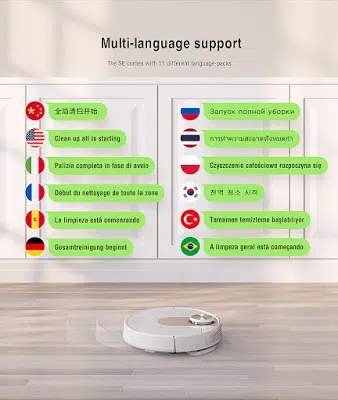 Multi-language support
The SE comes with 11 different language-packs
全局清扫开始
Clean up all is starting
Pulizia completa in fase di avvio
Début du nettoyage de toute la zone
La limpieza está comenzando
Gesamtreinigung beginnt
Запуск полной уборки
การทำความสะอาดทั้งหมดเริ่ม
Czyszczenie całościowe rozpoczyna się
전역 청소 시작
Tamamen temizleme başlatılıyor
A limpeza geral está começando